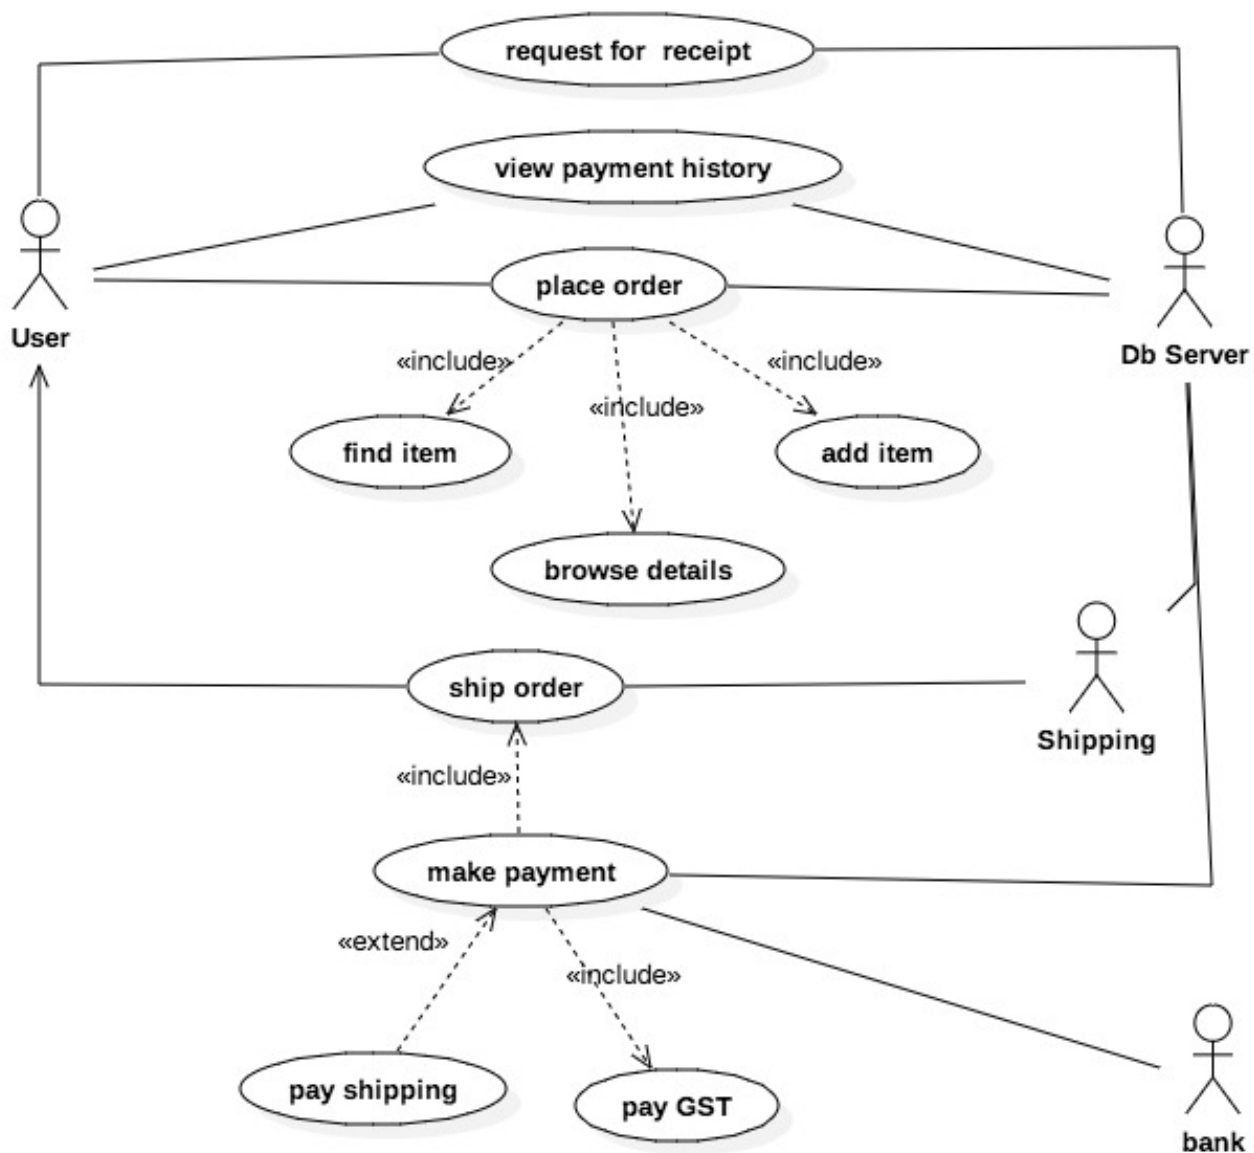 request for receipt
view payment history
place order
User
Db Server
«include»
«include»
«include»
find item
add item
browse details
ship order
Shipping
«include»
make payment
«extend»
«include»
pay shipping
pay GST
bank